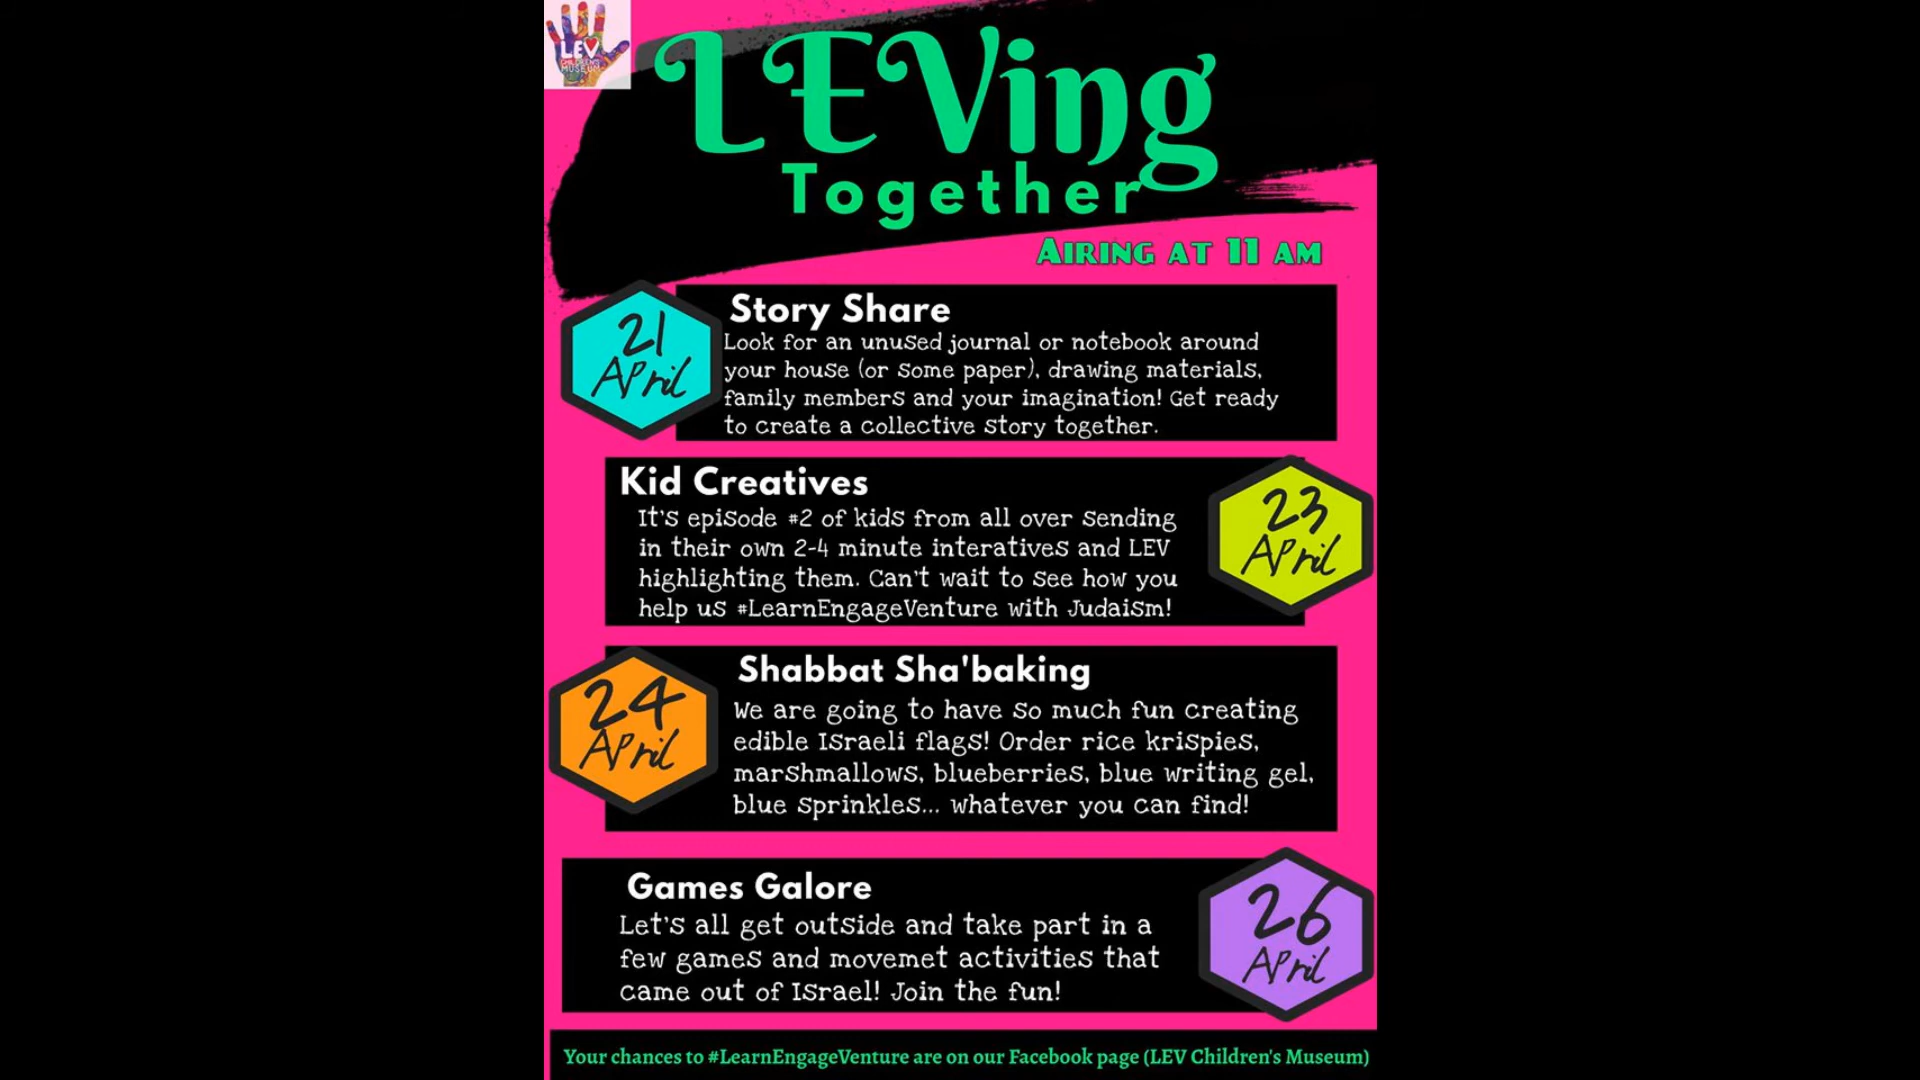 LEV
CHILDREN'S
MUSEUM
LEVing
Together
AIRING AT 11 AM
21
April
Story Share
Look for an unused journal or notebook around
your house (or some paper), drawing materials,
family members and your imagination! Get ready
to create a collective story together.
Kid Creatives
It's episode #2 of kids from all over sending
in their own 2-4 minute interatives and LEV
highlighting them. Can't wait to see how you
help us #LearnEngageVenture with Judaism!
23
April
24
April
Shabbat Sha'baking
We are going to have so much fun creating
edible Israeli flags! Order rice krispies,
marshmallows, blueberries, blue writing gel,
blue sprinkles... whatever you can find!
Games Galore
Let's all get outside and take part in a
few games and movemet activities that
came out of Israel! Join the fun!
26
April
Your chances to #LearnEngageVenture are on our Facebook page (LEV Children's Museum)